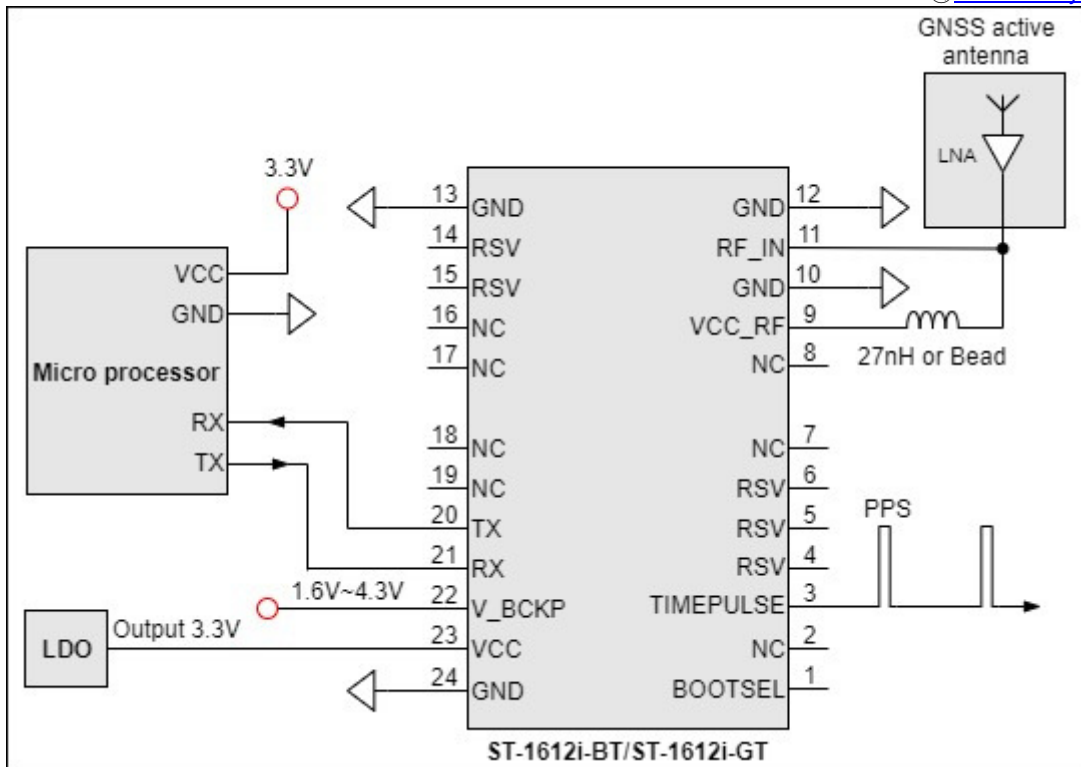 GNSS active
antenna
LNA
3.3V
13 GND
14 RSV
15 RSV
16 NC
17 NC
18 NC
19 NC
20 TX
21 RX
22 V_BCKP
23 VCC
24 GND
GND 12
RF_IN 11
GND 10
VCC_RF 9
NC 8
NC 7
RSV 6
RSV 5
RSV 4
TIMEPULSE 3
NC 2
BOOTSEL 1
27nH or Bead
PPS
VCC
GND
Micro processor
RX
TX
1.6V~4.3V
LDO
Output 3.3V
ST-1612i-BT/ST-1612i-GT